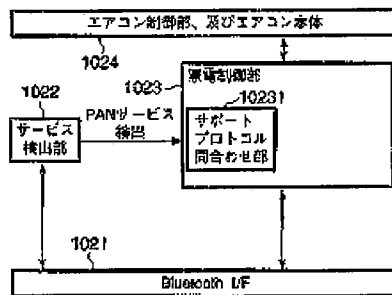 エアコン制御部、及びエアコン本体
1024
1023
家電制御部
10231
1022
サポート
プロトコル
問合わせ部
PANサービス
検出
サービス
検出部
1021
Bluetooth I/F